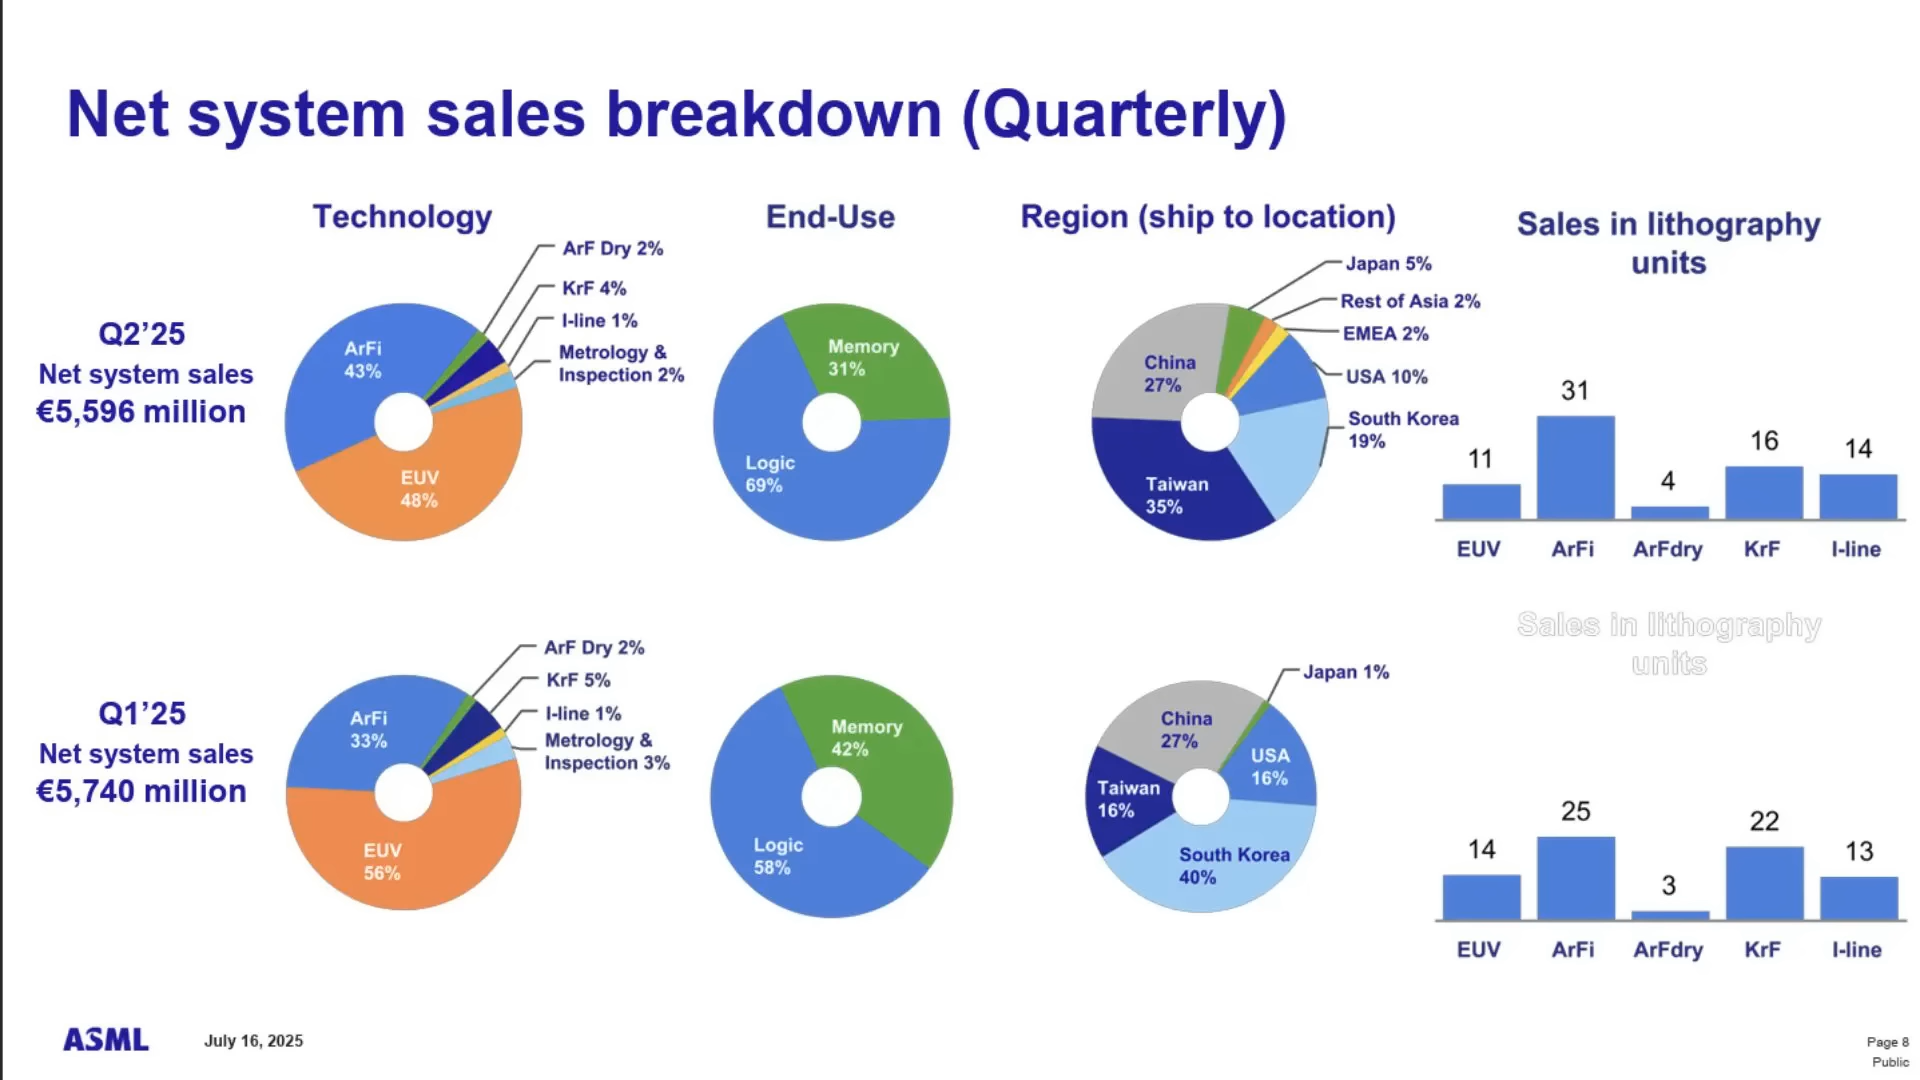 Net system sales breakdown (Quarterly)
Technology
End-Use
Region (ship to location)
Sales in lithography
units
Q2’25
Net system sales
€5,596 million
ArF Dry 2%
KrF 4%
I-line 1%
Metrology &
Inspection 2%
ArFi
43%
EUV
48%
Memory
31%
Logic
69%
Japan 5%
Rest of Asia 2%
EMEA 2%
USA 10%
South Korea
19%
China
27%
Taiwan
35%
11
31
4
16
14
EUV
ArFi
ArFdry
KrF
I-line
Q1’25
Net system sales
€5,740 million
ArF Dry 2%
KrF 5%
I-line 1%
Metrology &
Inspection 3%
ArFi
33%
EUV
56%
Memory
42%
Logic
58%
Japan 1%
China
27%
USA
16%
Taiwan
16%
South Korea
40%
Sales in lithography
units
14
25
3
22
13
EUV
ArFi
ArFdry
KrF
I-line
ASML
July 16, 2025
Page 8
Public